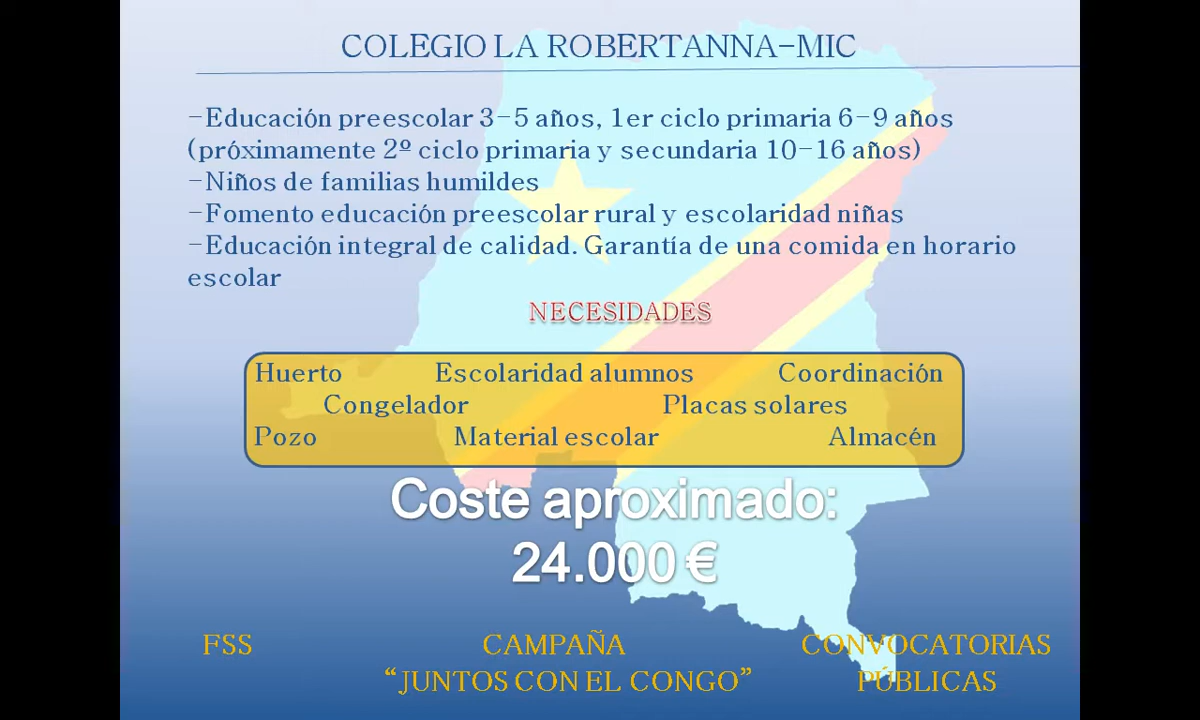 COLEGIO LA ROBERTANNA-MIC
-Educación preescolar 3-5 años, 1er ciclo primaria 6-9 años
(próximamente 2º ciclo primaria y secundaria 10-16 años)
-Niños de familias humildes
-Fomento educación preescolar rural y escolaridad niñas
-Educación integral de calidad. Garantía de una comida en horario
escolar
NECESIDADES
Huerto Escolaridad alumnos Coordinación
Congelador Placas solares
Pozo Material escolar Almacén
Coste aproximado:
24.000 €
FSS CAMPAÑA CONVOCATORIAS
“JUNTOS CON EL CONGO” PÚBLICAS